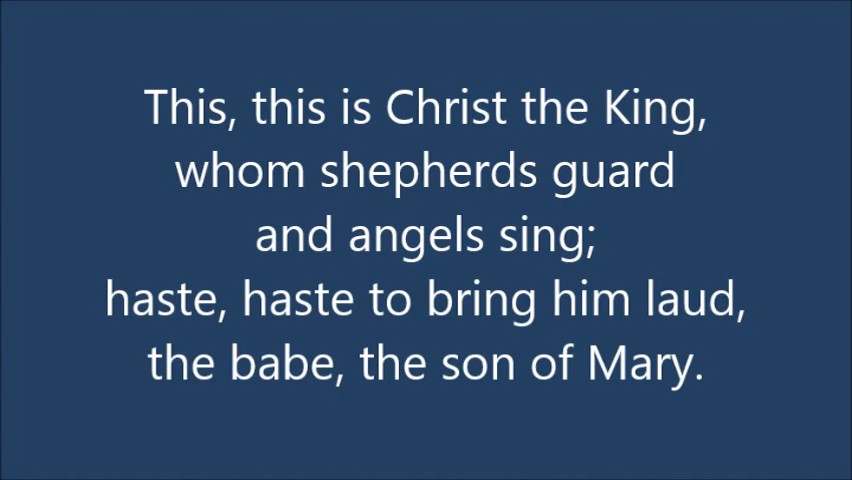 This, this is Christ the King,
whom shepherds guard
and angels sing;
haste, haste to bring him laud,
the babe, the son of Mary.